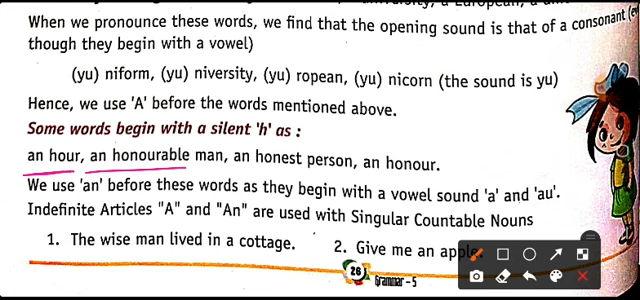 European, a
When we pronounce these words, we find that the opening sound is that of a consonant
though they begin with a vowel)
(yu) niform, (yu) niversity, (yu) ropean, (yu) nicorn (the sound is yu)
Hence, we use 'A' before the words mentioned above.
Some words begin with a silent 'h' as :
an hour, an honourable man, an honest person, an honour.
We use 'an' before these words as they begin with a vowel sound 'a' and 'au'.
Indefinite Articles "A" and "An" are used with Singular Countable Nouns
1. The wise man lived in a cottage. 2. Give me an apple.
26 Grammar - 5